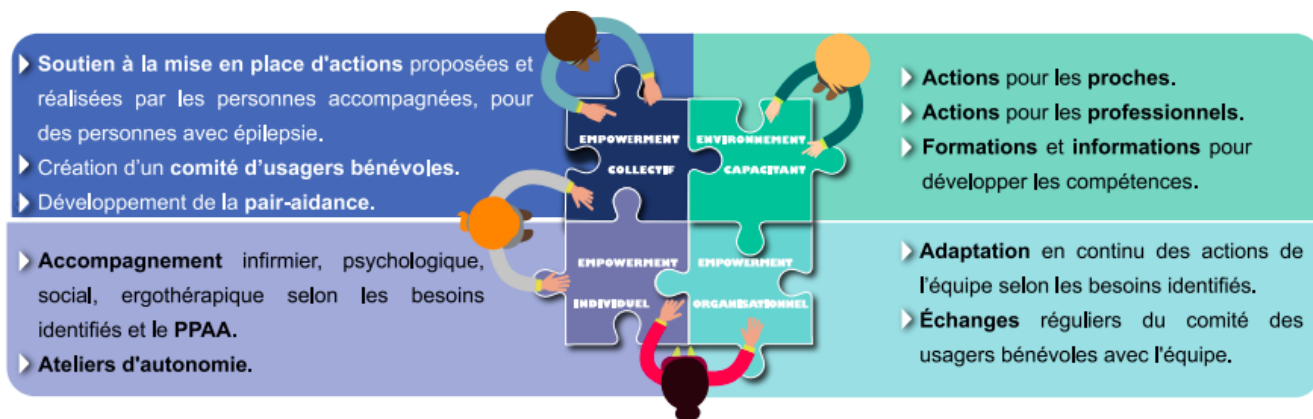 Soutien à la mise en place d'actions proposées et
réalisées par les personnes accompagnées, pour
des personnes avec épilepsie.
Création d'un comité d'usagers bénévoles.
Développement de la pair-aidance.
EMPOWERMENT
COLLECTIF
ENVIRONNEMENT
CAPACITANT
Actions pour les proches.
Actions pour les professionnels.
Formations et informations pour
développer les compétences.
Accompagnement infirmier, psychologique,
social, ergothérapique selon les besoins
identifiés et le PPAA.
Ateliers d'autonomie.
EMPOWERMENT
INDIVIDUEL
EMPOWERMENT
ORGANISATIONNEL
Adaptation en continu des actions de
l'équipe selon les besoins identifiés.
Échanges réguliers du comité des
usagers bénévoles avec l'équipe.